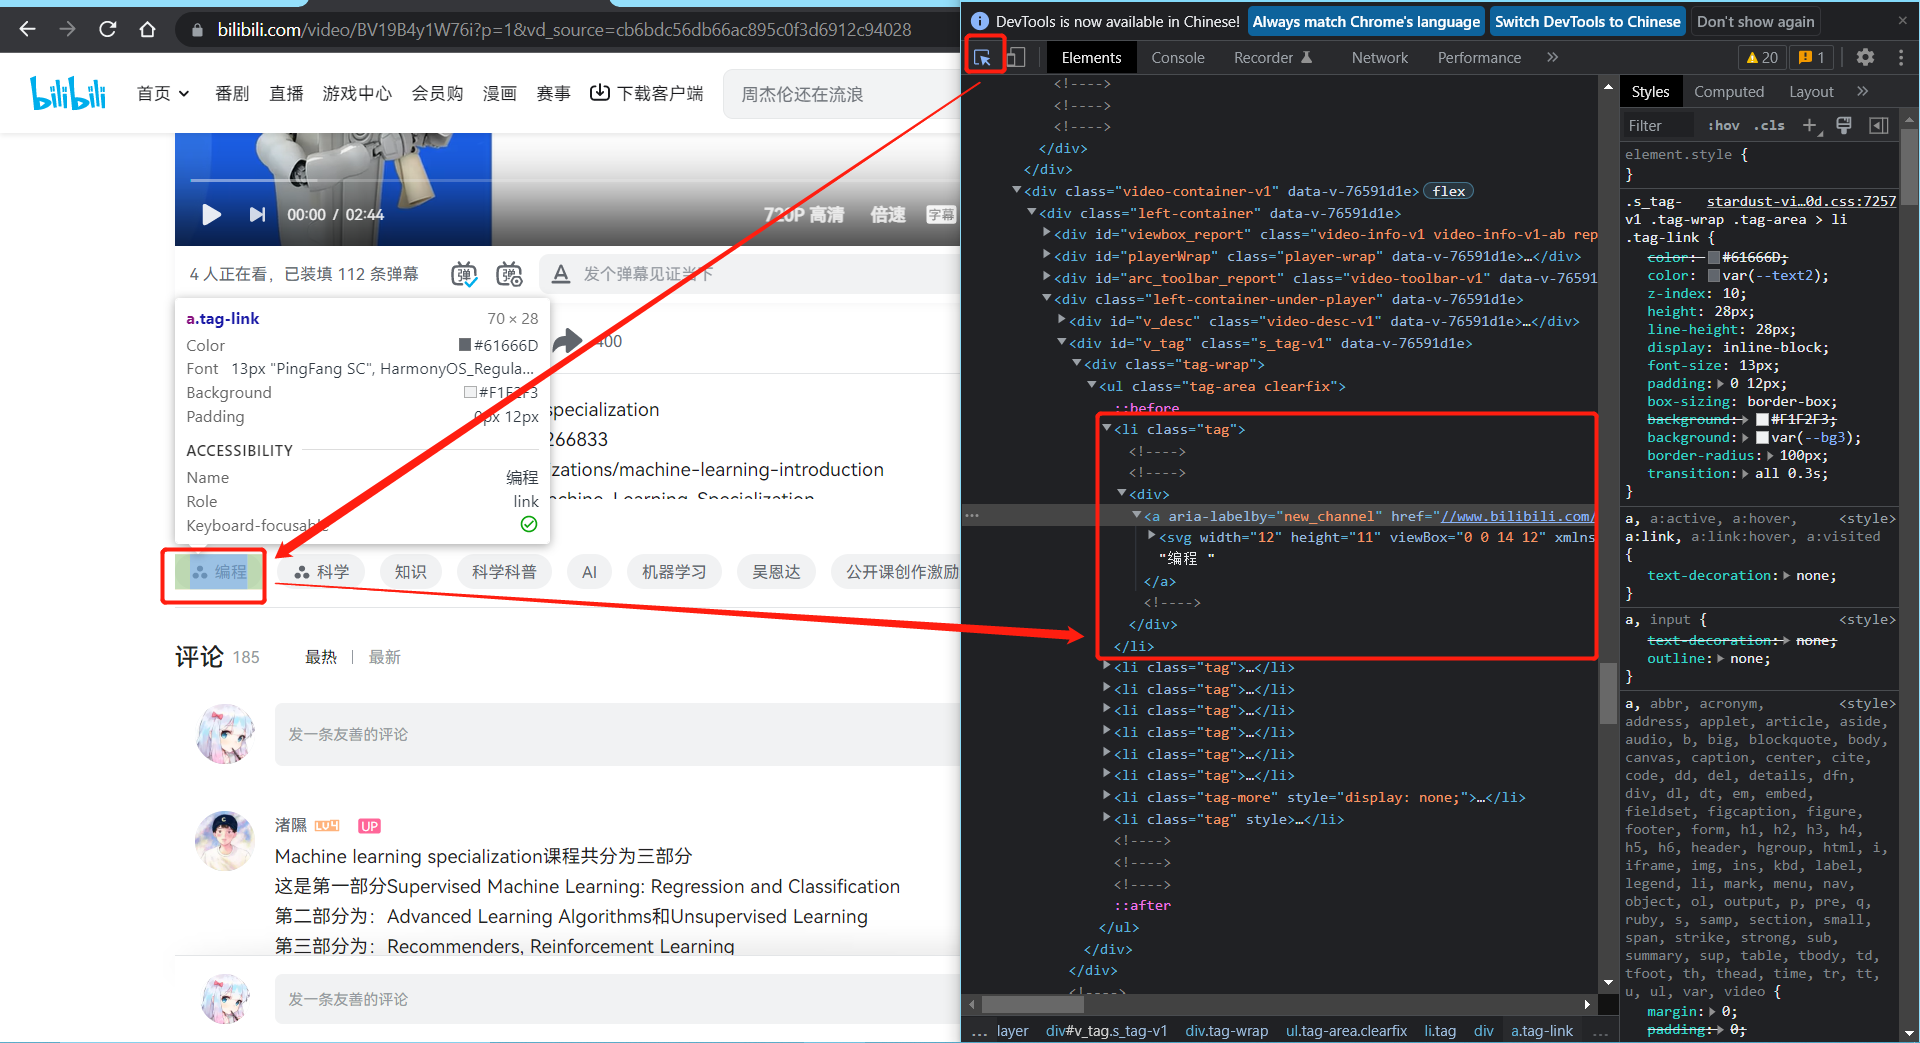 bilibili.com/video/BV19B4y1W76i?p=1&vd_source=cb6bdc56db66ac895c0f3d6912c94028
bilibili
首页 番剧 直播 游戏中心 会员购 漫画 赛事 下载客户端 周杰伦还在流浪
00:00 / 02:44 720P 高清 倍速 字幕
4 人正在看，已装填 112 条弹幕 弹 弹 A 发个弹幕见证当下
a.tag-link 70 × 28
Color #61666D
Font 13px "PingFang SC", HarmonyOS_Regula...
Background #F1F2F3
Padding 0px 12px
ACCESSIBILITY
Name 编程
Role link
Keyboard-focusable
400
specialization
266833
zations/machine-learning-introduction
achine-Learning-Specialization
编程 科学 知识 科学科普 AI 机器学习 吴恩达 公开课创作激励
评论 185 最热 | 最新
发一条友善的评论
渚隰 LV4 UP
Machine learning specialization课程共分为三部分
这是第一部分Supervised Machine Learning: Regression and Classification
第二部分为：Advanced Learning Algorithms和Unsupervised Learning
第三部分为：Recommenders, Reinforcement Learning
发一条友善的评论
DevTools is now available in Chinese! Always match Chrome's language Switch DevTools to Chinese Don't show again ×
Elements Console Recorder Network Performance » 20 1
<!---->
<!---->
<!---->
</div>
</div>
<div class="video-container-v1" data-v-76591d1e> flex
<div class="left-container" data-v-76591d1e>
<div id="viewbox_report" class="video-info-v1 video-info-v1-ab rep
<div id="playerWrap" class="player-wrap" data-v-76591d1e>…</div>
<div id="arc_toolbar_report" class="video-toolbar-v1" data-v-76591
<div class="left-container-under-player" data-v-76591d1e>
<div id="v_desc" class="video-desc-v1" data-v-76591d1e>…</div>
<div id="v_tag" class="s_tag-v1" data-v-76591d1e>
<div class="tag-wrap">
<ul class="tag-area clearfix">
::before
<li class="tag">
<!---->
<!---->
<div>
... <a aria-labelby="new_channel" href="//www.bilibili.com/
<svg width="12" height="11" viewBox="0 0 14 12" xmlns
"编程 "
</a>
<!---->
</div>
</li>
<li class="tag">…</li>
<li class="tag">…</li>
<li class="tag">…</li>
<li class="tag">…</li>
<li class="tag">…</li>
<li class="tag">…</li>
<li class="tag-more" style="display: none;">…</li>
<li class="tag" style>…</li>
<!---->
<!---->
<!---->
::after
</ul>
</div>
</div>
<!---->
... layer div#v_tag.s_tag-v1 div.tag-wrap ul.tag-area.clearfix li.tag div a.tag-link ...
Styles Computed Layout »
Filter :hov .cls +
element.style {
}
.s_tag- stardust-vi…0d.css:7257
v1 .tag-wrap .tag-area > li
.tag-link {
color: #61666D;
color: var(--text2);
z-index: 10;
height: 28px;
line-height: 28px;
display: inline-block;
font-size: 13px;
padding: 0 12px;
box-sizing: border-box;
background: #F1F2F3;
background: var(--bg3);
border-radius: 100px;
transition: all 0.3s;
}
a, a:active, a:hover, <style>
a:link, a:link:hover, a:visited
{
text-decoration: none;
}
a, input { <style>
text-decoration: none;
outline: none;
}
a, abbr, acronym, <style>
address, applet, article, aside,
audio, b, big, blockquote, body,
canvas, caption, center, cite,
code, dd, del, details, dfn,
div, dl, dt, em, embed,
fieldset, figcaption, figure,
footer, form, h1, h2, h3, h4,
h5, h6, header, hgroup, html, i,
iframe, img, ins, kbd, label,
legend, li, mark, menu, nav,
object, ol, output, p, pre, q,
ruby, s, samp, section, small,
span, strike, strong, sub,
summary, sup, table, tbody, td,
tfoot, th, thead, time, tr, tt,
u, ul, var, video {
margin: 0;
padding: 0;